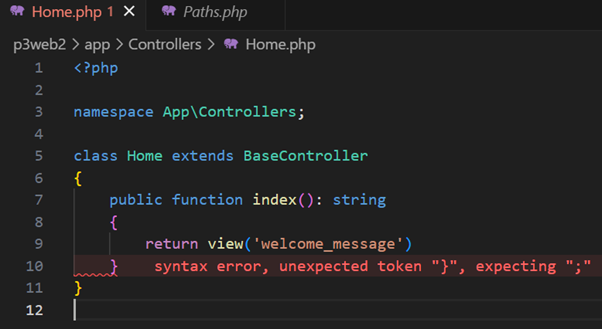 Home.php 1 × Paths.php
p3web2 > app > Controllers > Home.php
1 <?php
2
3 namespace App\Controllers;
4
5 class Home extends BaseController
6 {
7 public function index(): string
8 {
9 return view('welcome_message')
10 } syntax error, unexpected token "}", expecting ";"
11 }
12